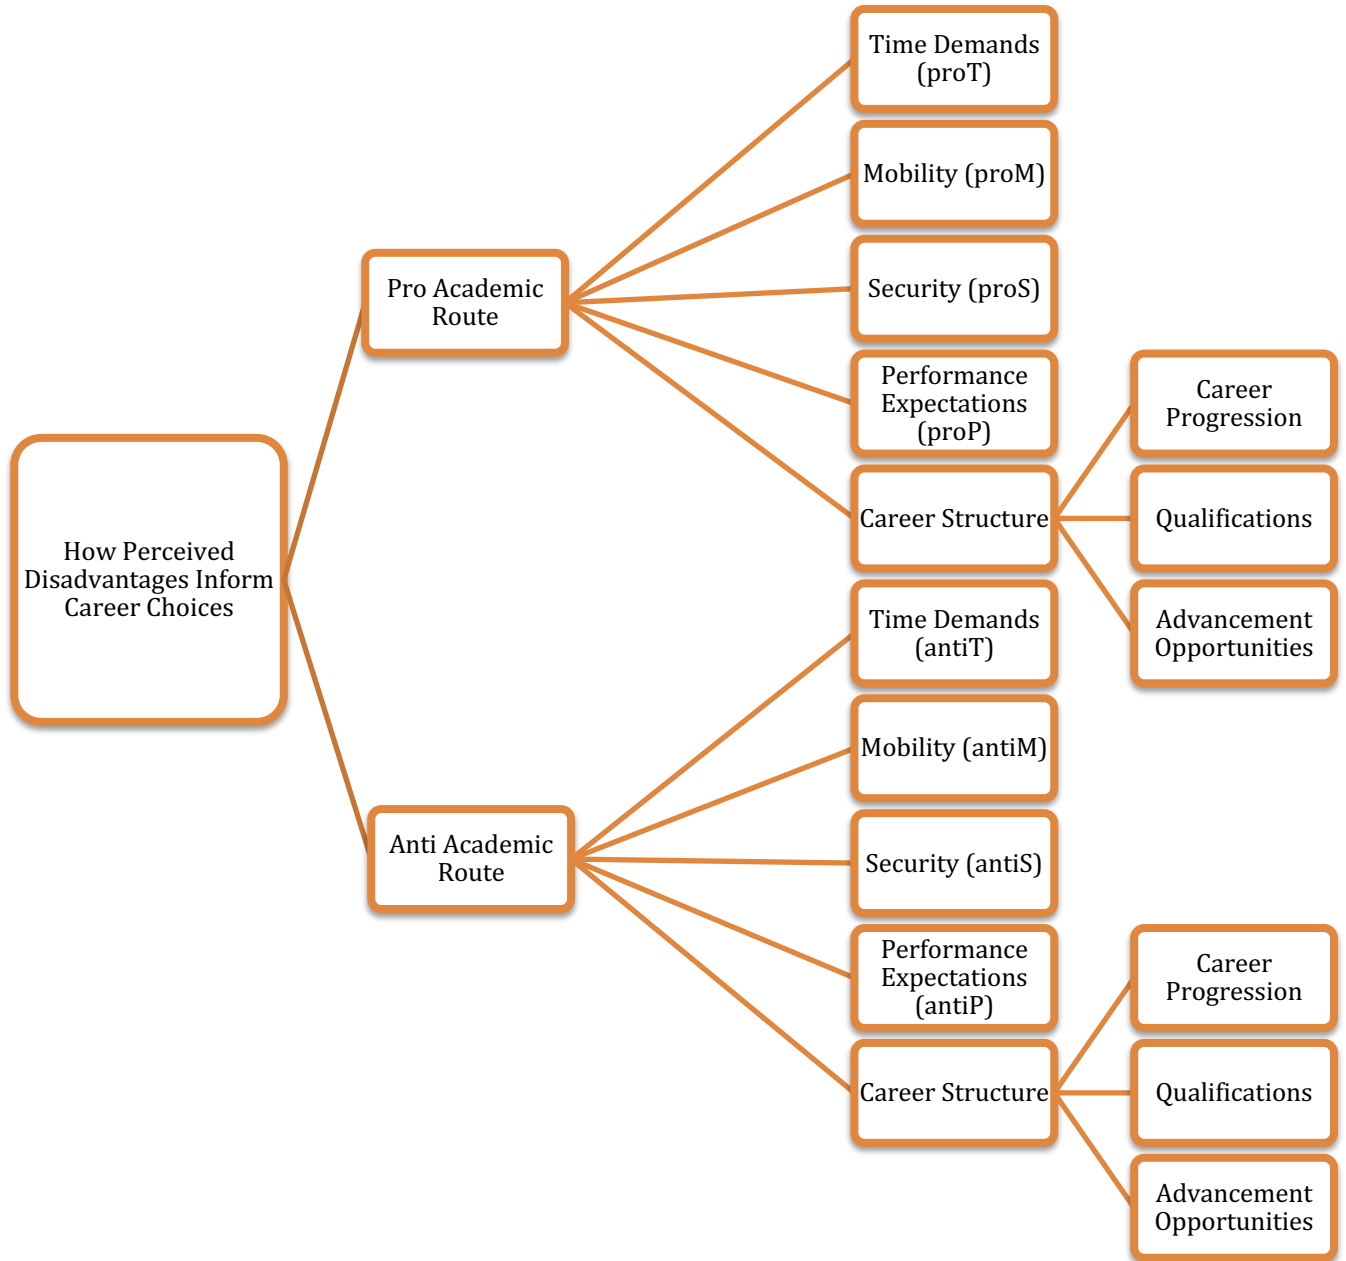 How Perceived
Disadvantages Inform
Career Choices
Pro Academic
Route
Time Demands
(proT)
Mobility (proM)
Security (proS)
Performance
Expectations
(proP)
Career Structure
Career
Progression
Qualifications
Advancement
Opportunities
Anti Academic
Route
Time Demands
(antiT)
Mobility (antiM)
Security (antiS)
Performance
Expectations
(antiP)
Career Structure
Career
Progression
Qualifications
Advancement
Opportunities